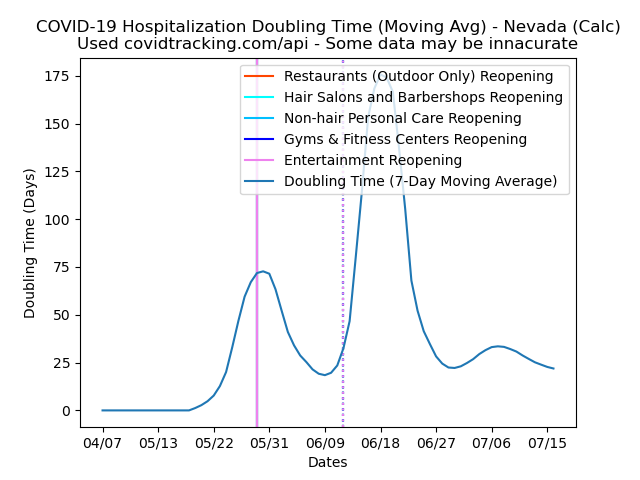 COVID-19 Hospitalization Doubling Time (Moving Avg) - Nevada (Calc)
Used covidtracking.com/api - Some data may be innacurate
Restaurants (Outdoor Only) Reopening
Hair Salons and Barbershops Reopening
Non-hair Personal Care Reopening
Gyms & Fitness Centers Reopening
Entertainment Reopening
Doubling Time (7-Day Moving Average)
Doubling Time (Days)
175
150
125
100
75
50
25
0
04/07 05/13 05/22 05/31 06/09 06/18 06/27 07/06 07/15
Dates